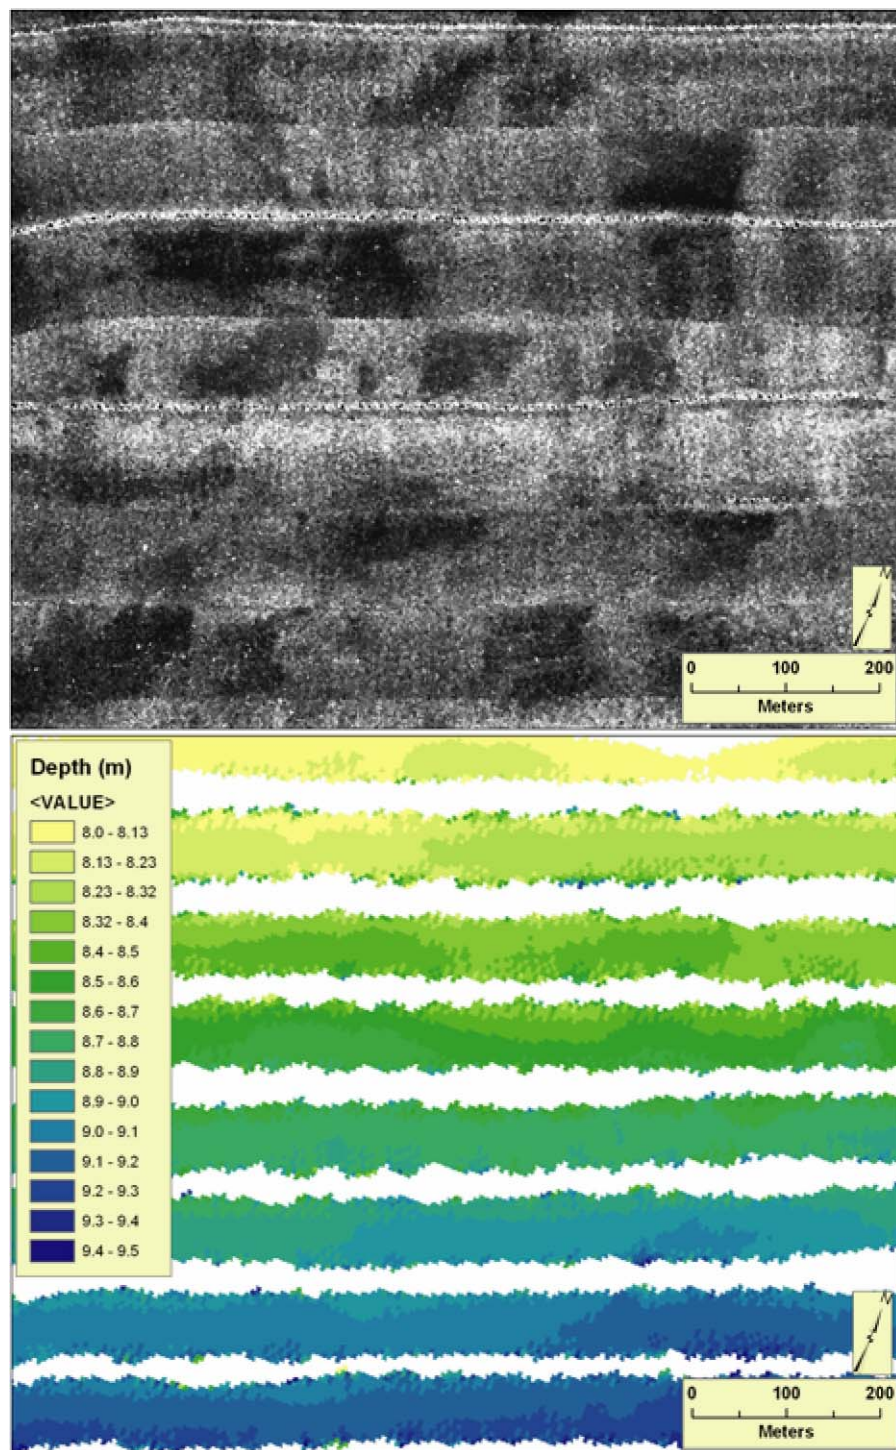 N
0 100 200
Meters
Depth (m)
<VALUE>
8.0 - 8.13
8.13 - 8.23
8.23 - 8.32
8.32 - 8.4
8.4 - 8.5
8.5 - 8.6
8.6 - 8.7
8.7 - 8.8
8.8 - 8.9
8.9 - 9.0
9.0 - 9.1
9.1 - 9.2
9.2 - 9.3
9.3 - 9.4
9.4 - 9.5
N
0 100 200
Meters